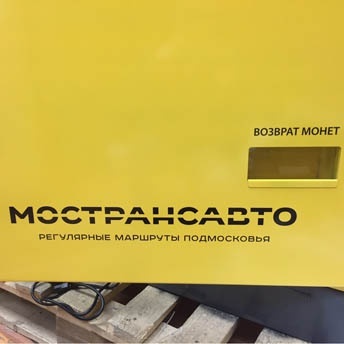 ВОЗВРАТ МОНЕТ
МОСТРАНСАВТО
РЕГУЛЯРНЫЕ МАРШРУТЫ ПОДМОСКОВЬЯ